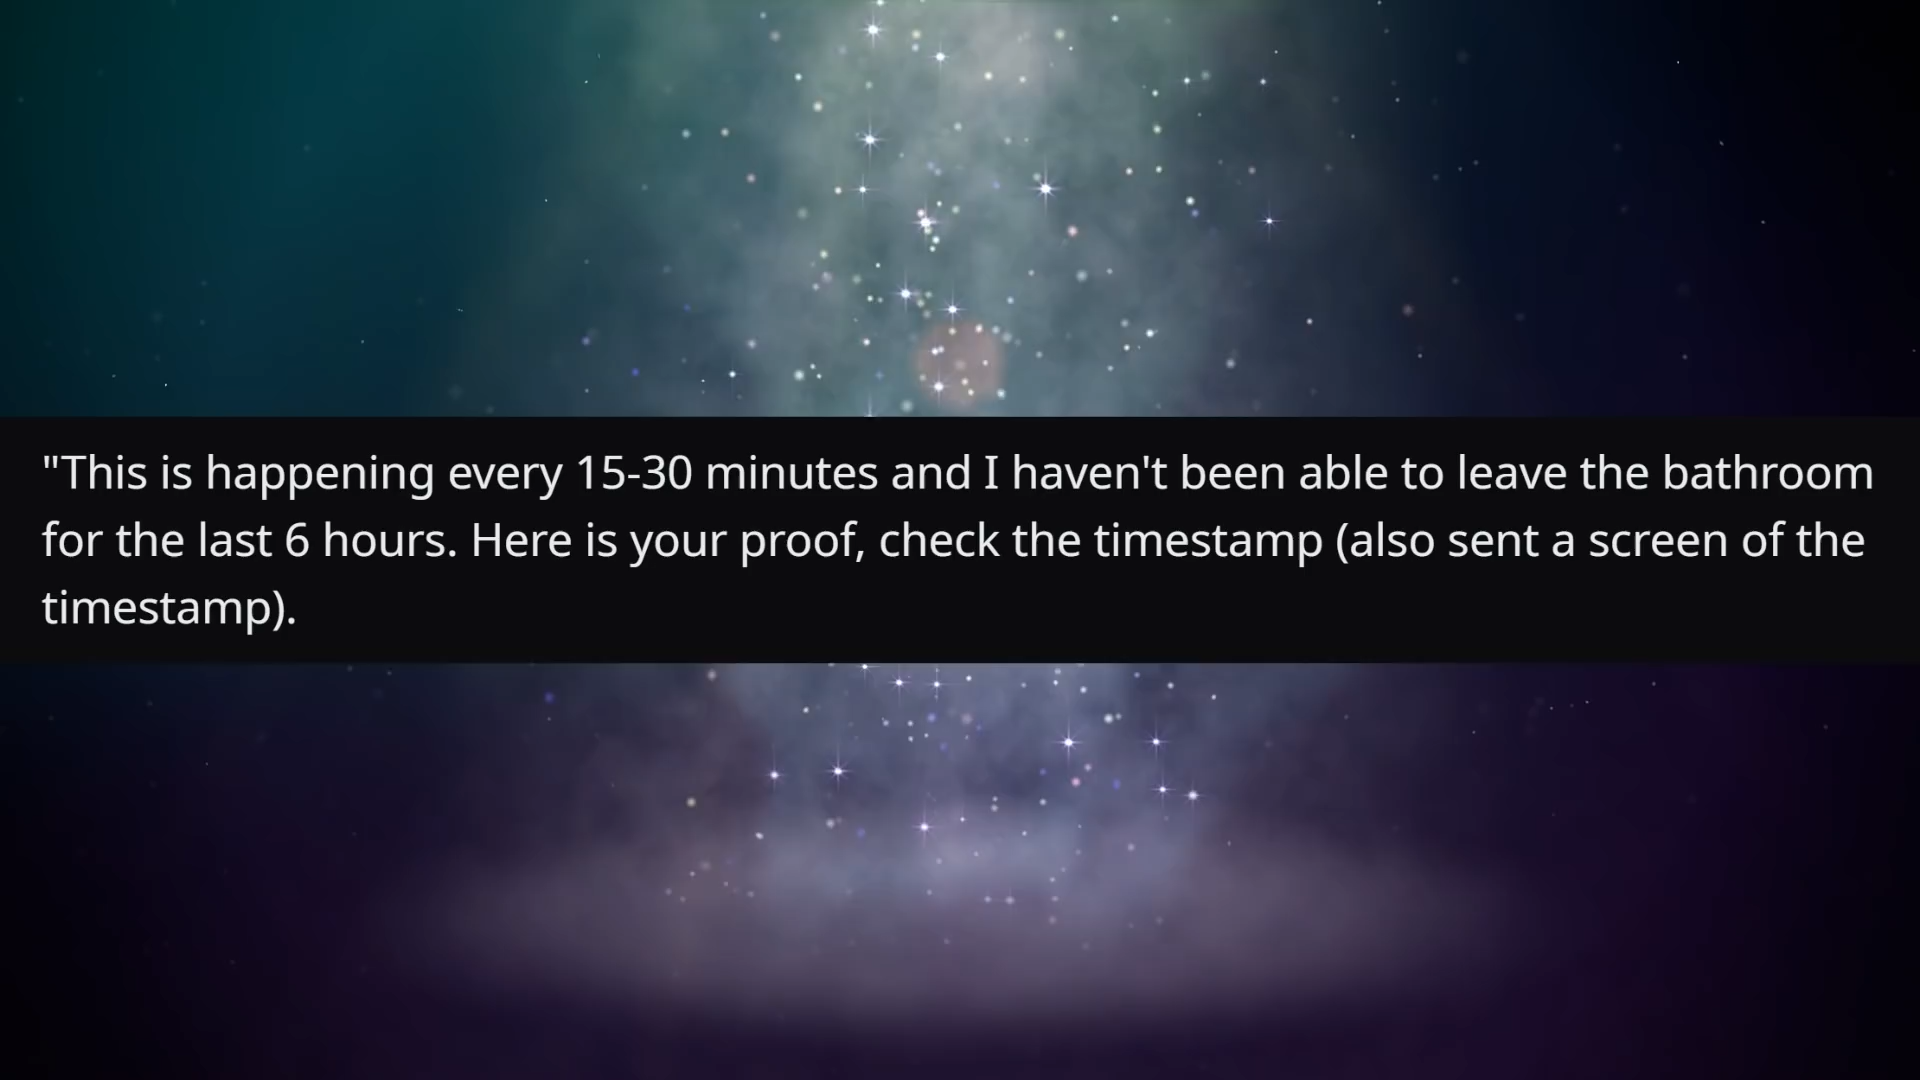 "This is happening every 15-30 minutes and I haven't been able to leave the bathroom
for the last 6 hours. Here is your proof, check the timestamp (also sent a screen of the
timestamp).